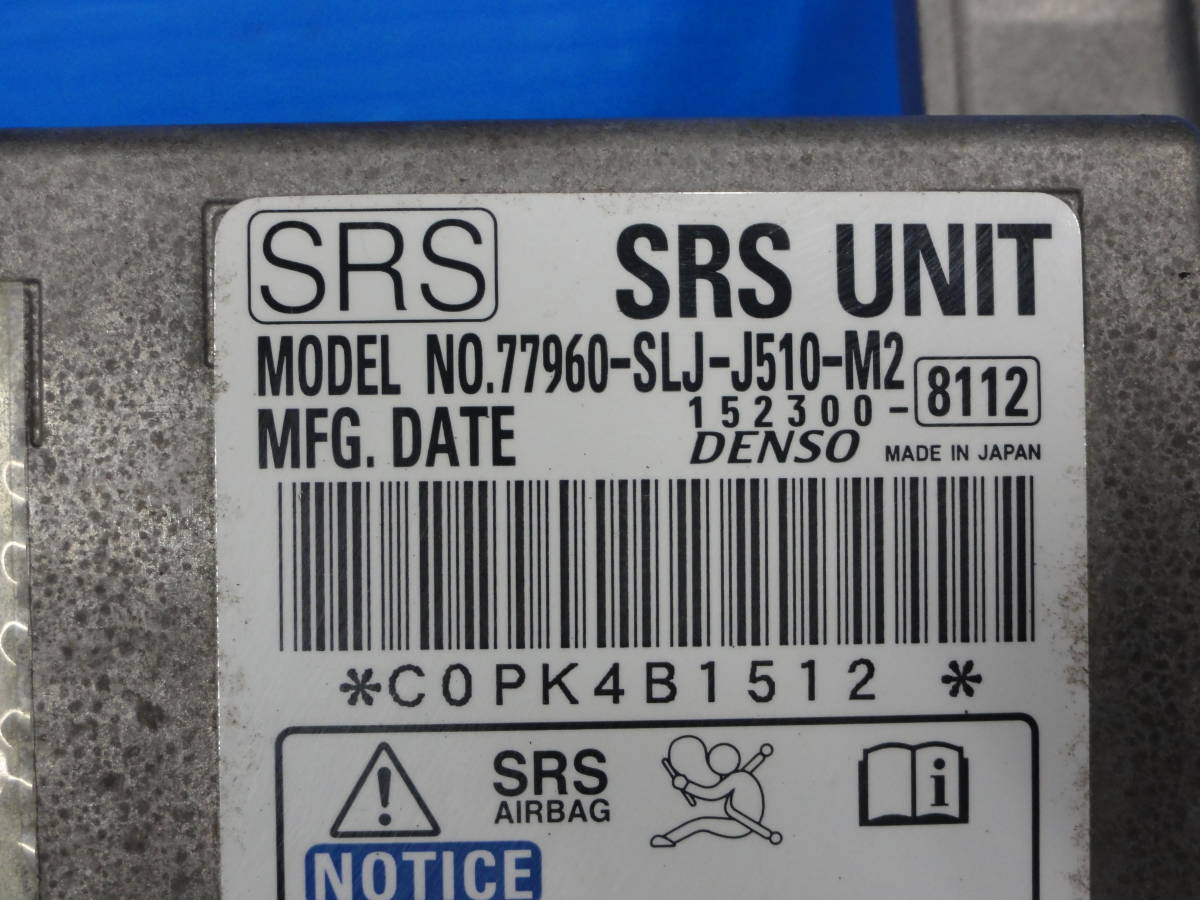 SRS SRS UNIT
MODEL NO.77960-SLJ-J510-M2
152300-8112
MFG. DATE DENSO MADE IN JAPAN
*C0PK4B1512 *
SRS
AIRBAG
NOTICE